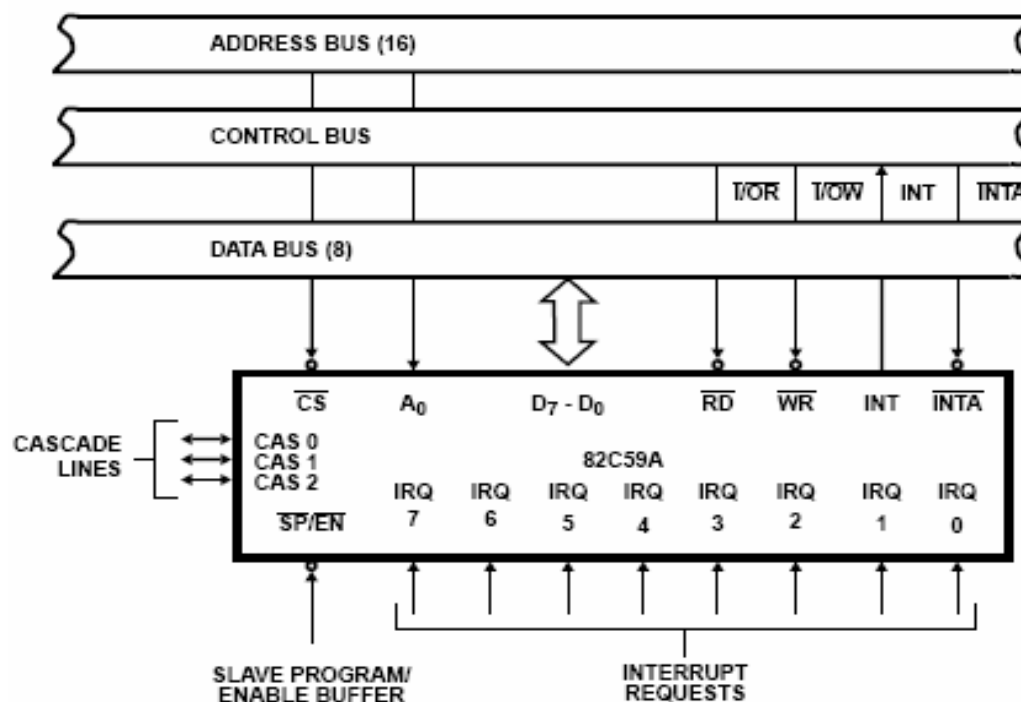 ADDRESS BUS (16)
CONTROL BUS
I/OR I/OW INT INTA
DATA BUS (8)
CS A0 D7 - D0 RD WR INT INTA
CASCADE LINES
CAS 0
CAS 1
CAS 2
82C59A
SP/EN
IRQ 7
IRQ 6
IRQ 5
IRQ 4
IRQ 3
IRQ 2
IRQ 1
IRQ 0
SLAVE PROGRAM/
ENABLE BUFFER
INTERRUPT
REQUESTS